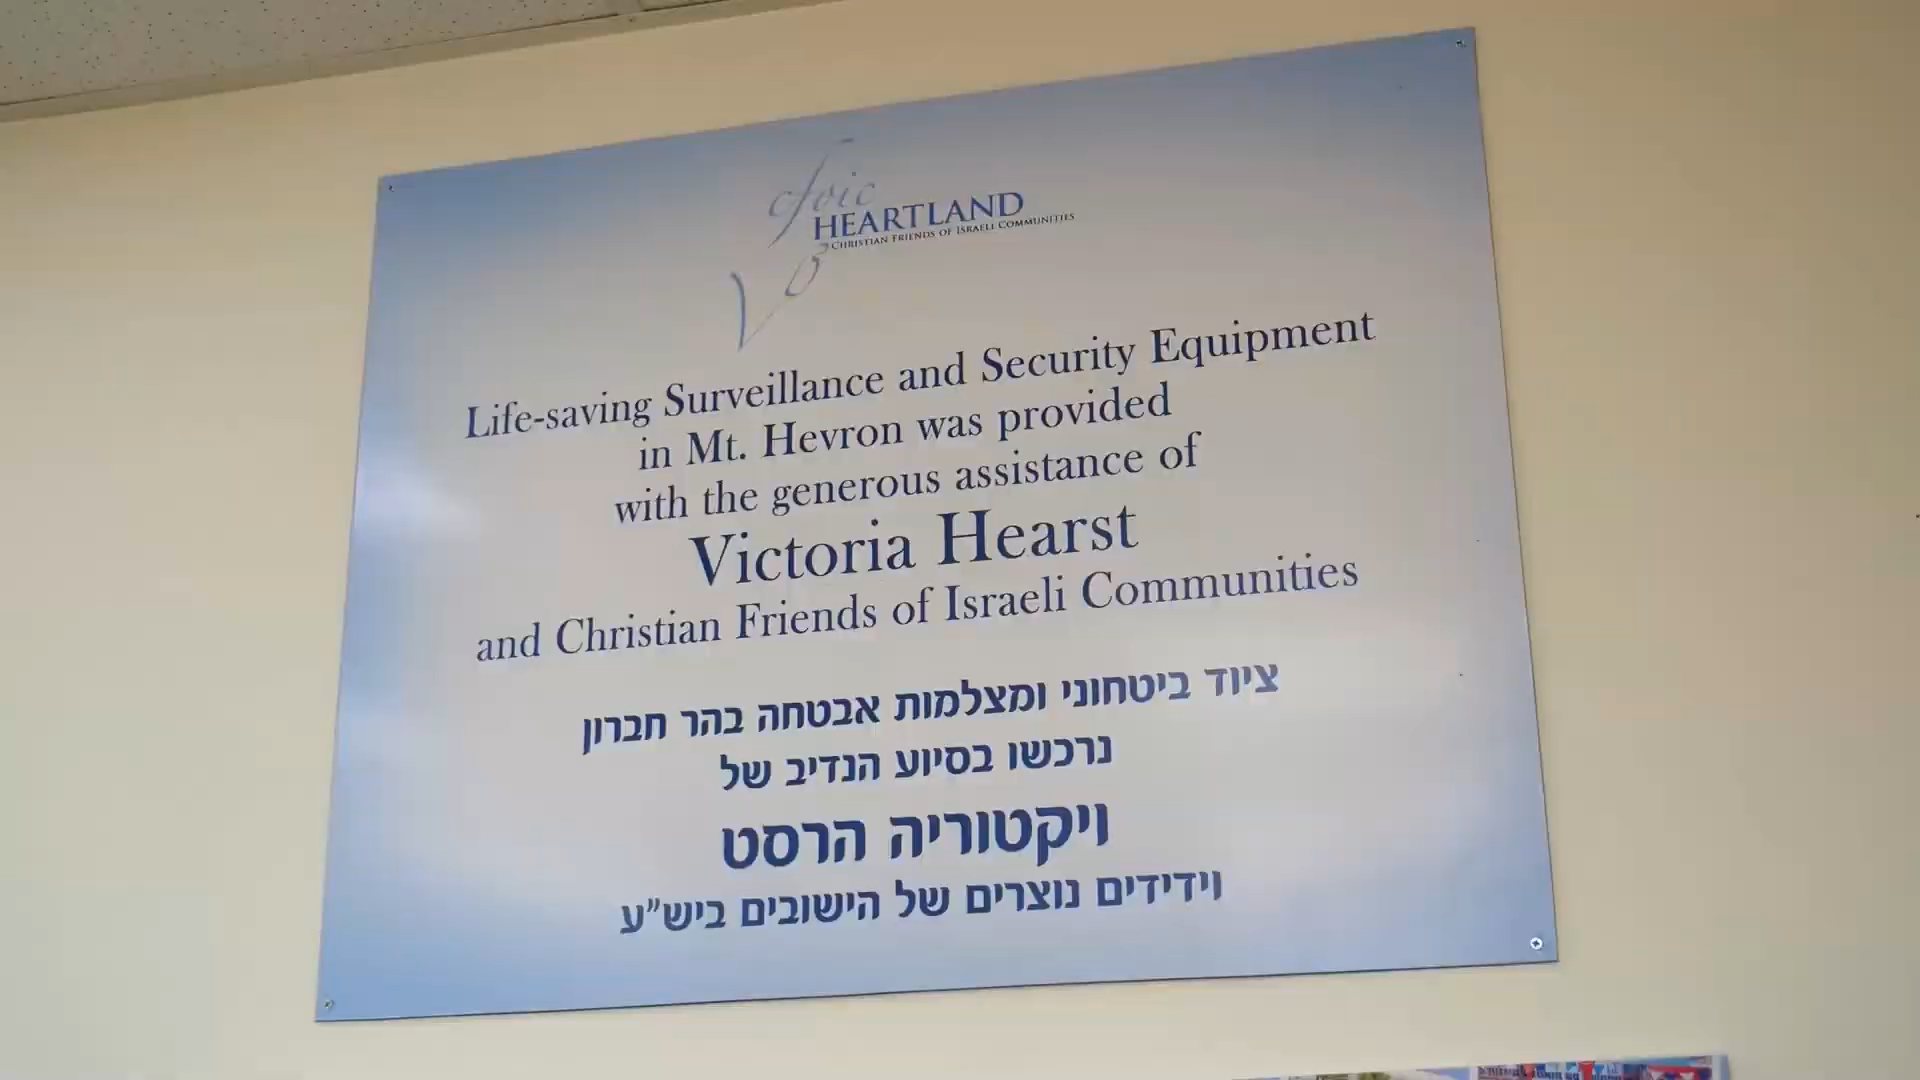 cfoic
HEARTLAND
CHRISTIAN FRIENDS OF ISRAELI COMMUNITIES
Life-saving Surveillance and Security Equipment
in Mt. Hevron was provided
with the generous assistance of
Victoria Hearst
and Christian Friends of Israeli Communities
ציוד ביטחוני ומצלמות אבטחה בהר חברון
נרכשו בסיוע הנדיב של
ויקטוריה הרסט
וידידים נוצרים של הישובים ביש"ע